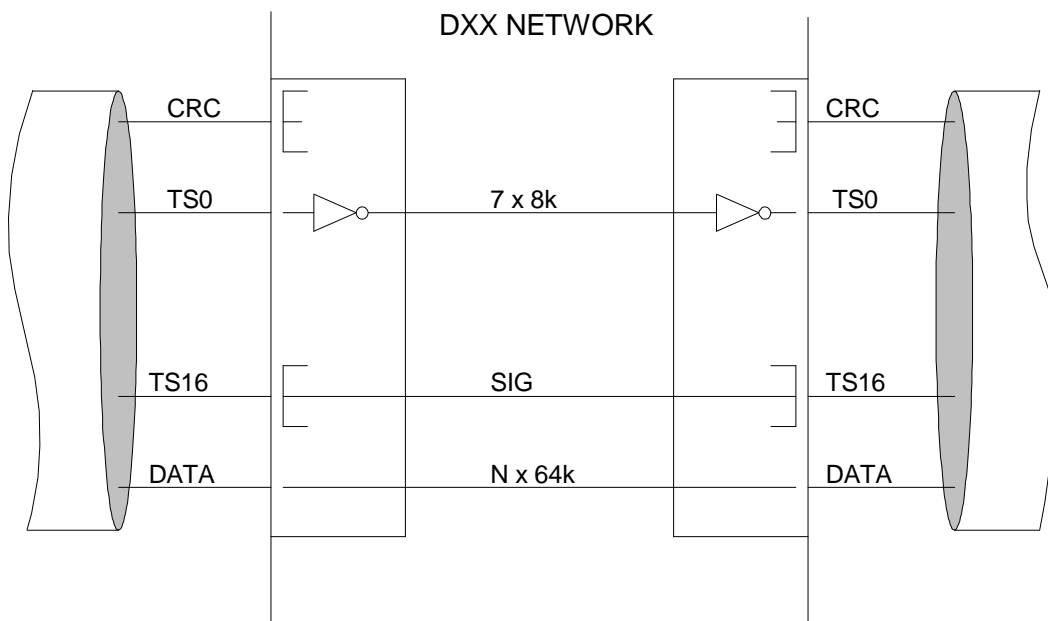 DXX NETWORK
CRC CRC
TS0 7 x 8k TS0
TS16 SIG TS16
DATA N x 64k DATA